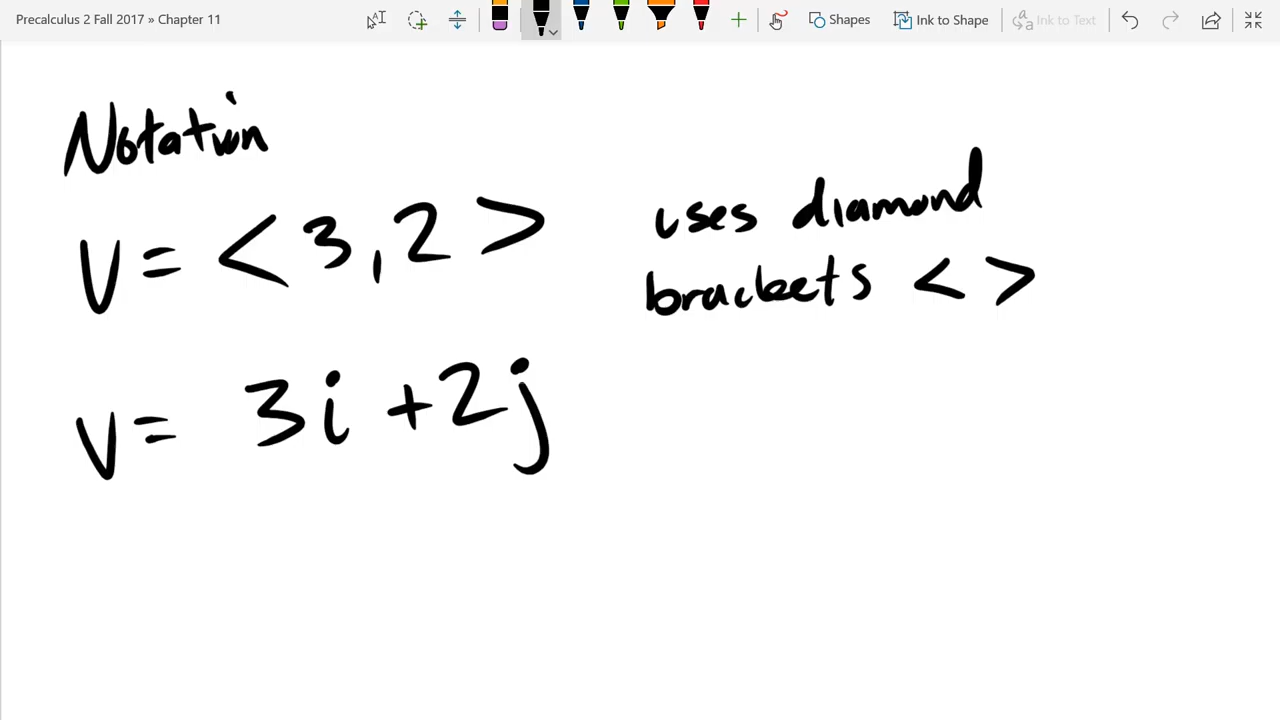 Precalculus 2 Fall 2017 » Chapter 11
Shapes
Ink to Shape
Ink to Text
Notation
V = < 3, 2 >
uses diamond
brackets < >
V = 3i + 2j